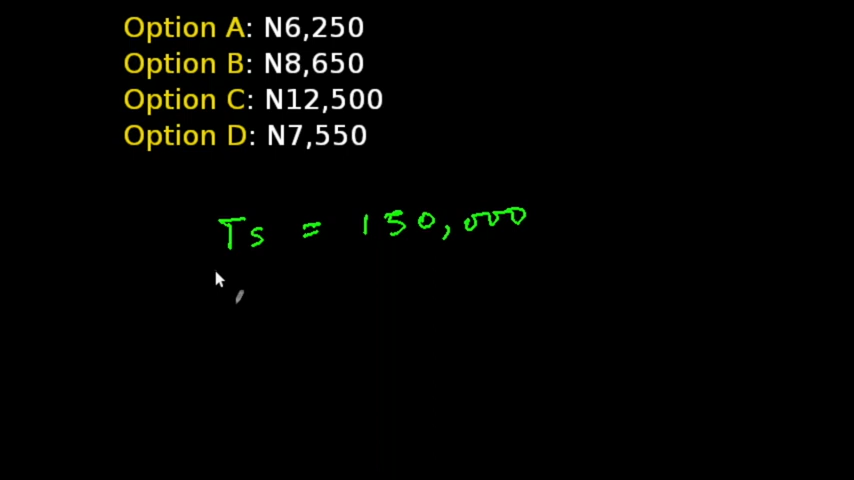 Option A: N6,250
Option B: N8,650
Option C: N12,500
Option D: N7,550
Ts = 150,000